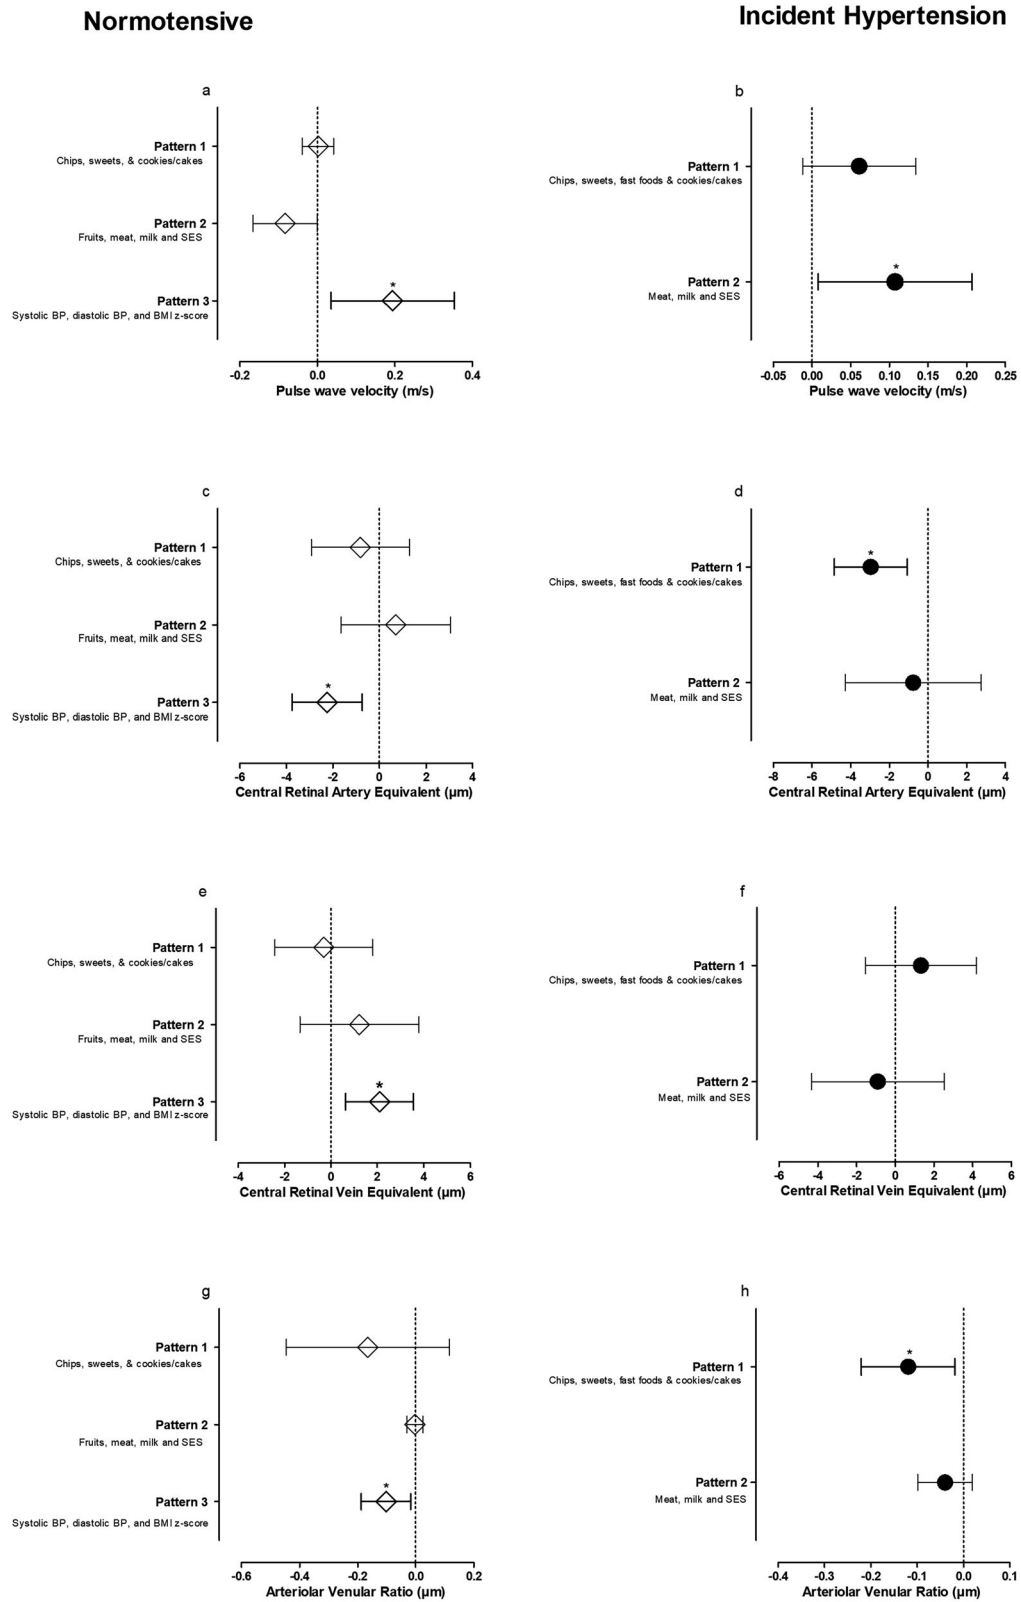 Normotensive
Incident Hypertension
a
Pattern 1
Chips, sweets, & cookies/cakes
Pattern 2
Fruits, meat, milk and SES
*
Pattern 3
Systolic BP, diastolic BP, and BMI z-score
-0.2 0.0 0.2 0.4
Pulse wave velocity (m/s)
b
Pattern 1
Chips, sweets, fast foods & cookies/cakes
*
Pattern 2
Meat, milk and SES
-0.05 0.00 0.05 0.10 0.15 0.20 0.25
Pulse wave velocity (m/s)
c
Pattern 1
Chips, sweets, & cookies/cakes
Pattern 2
Fruits, meat, milk and SES
*
Pattern 3
Systolic BP, diastolic BP, and BMI z-score
-6 -4 -2 0 2 4
Central Retinal Artery Equivalent (µm)
d
*
Pattern 1
Chips, sweets, fast foods & cookies/cakes
Pattern 2
Meat, milk and SES
-8 -6 -4 -2 0 2 4
Central Retinal Artery Equivalent (µm)
e
Pattern 1
Chips, sweets, & cookies/cakes
Pattern 2
Fruits, meat, milk and SES
*
Pattern 3
Systolic BP, diastolic BP, and BMI z-score
-4 -2 0 2 4 6
Central Retinal Vein Equivalent (µm)
f
Pattern 1
Chips, sweets, fast foods & cookies/cakes
Pattern 2
Meat, milk and SES
-6 -4 -2 0 2 4 6
Central Retinal Vein Equivalent (µm)
g
Pattern 1
Chips, sweets, & cookies/cakes
Pattern 2
Fruits, meat, milk and SES
*
Pattern 3
Systolic BP, diastolic BP, and BMI z-score
-0.6 -0.4 -0.2 0.0 0.2
Arteriolar Venular Ratio (µm)
h
*
Pattern 1
Chips, sweets, fast foods & cookies/cakes
Pattern 2
Meat, milk and SES
-0.4 -0.3 -0.2 -0.1 0.0 0.1
Arteriolar Venular Ratio (µm)